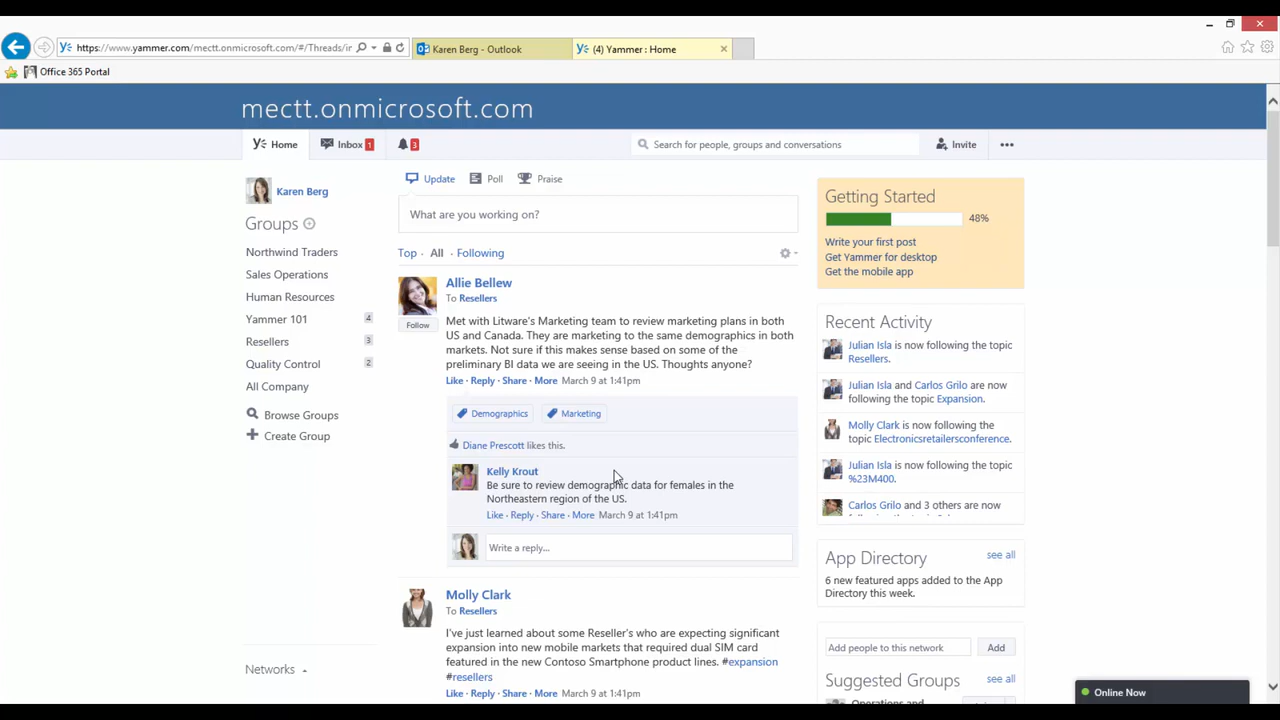 https://www.yammer.com/mectt.onmicrosoft.com/#/Threads/ir
Karen Berg - Outlook
(4) Yammer : Home
Office 365 Portal
mectt.onmicrosoft.com
Home
Inbox 1
3
Search for people, groups and conversations
Invite
Karen Berg
Groups
Northwind Traders
Sales Operations
Human Resources
Yammer 101 4
Resellers 3
Quality Control 2
All Company
Browse Groups
Create Group
Networks
Update Poll Praise
What are you working on?
Top · All · Following
Allie Bellew
To Resellers
Follow
Met with Litware's Marketing team to review marketing plans in both
US and Canada. They are marketing to the same demographics in both
markets. Not sure if this makes sense based on some of the
preliminary BI data we are seeing in the US. Thoughts anyone?
Like · Reply · Share · More March 9 at 1:41pm
Demographics Marketing
Diane Prescott likes this.
Kelly Krout
Be sure to review demographic data for females in the
Northeastern region of the US.
Like · Reply · Share · More March 9 at 1:41pm
Write a reply...
Molly Clark
To Resellers
I've just learned about some Reseller's who are expecting significant
expansion into new mobile markets that required dual SIM card
featured in the new Contoso Smartphone product lines. #expansion
#resellers
Like · Reply · Share · More March 9 at 1:41pm
Getting Started
48%
Write your first post
Get Yammer for desktop
Get the mobile app
Recent Activity
Julian Isla is now following the topic
Resellers.
Julian Isla and Carlos Grilo are now
following the topic Expansion.
Molly Clark is now following the
topic Electronicretailersconference.
Julian Isla is now following the topic
%23M400.
Carlos Grilo and 3 others are now
App Directory see all
6 new featured apps added to the App
Directory this week.
Add people to this network Add
Suggested Groups see all
Operations and
Online Now